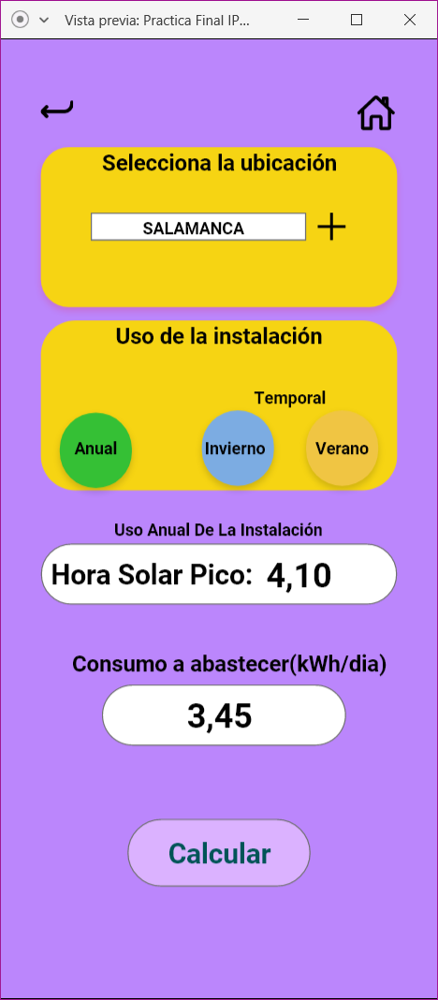 Vista previa: Practica Final IP...
Selecciona la ubicación
SALAMANCA
Uso de la instalación
Temporal
Anual
Invierno
Verano
Uso Anual De La Instalación
Hora Solar Pico: 4,10
Consumo a abastecer(kWh/dia)
3,45
Calcular